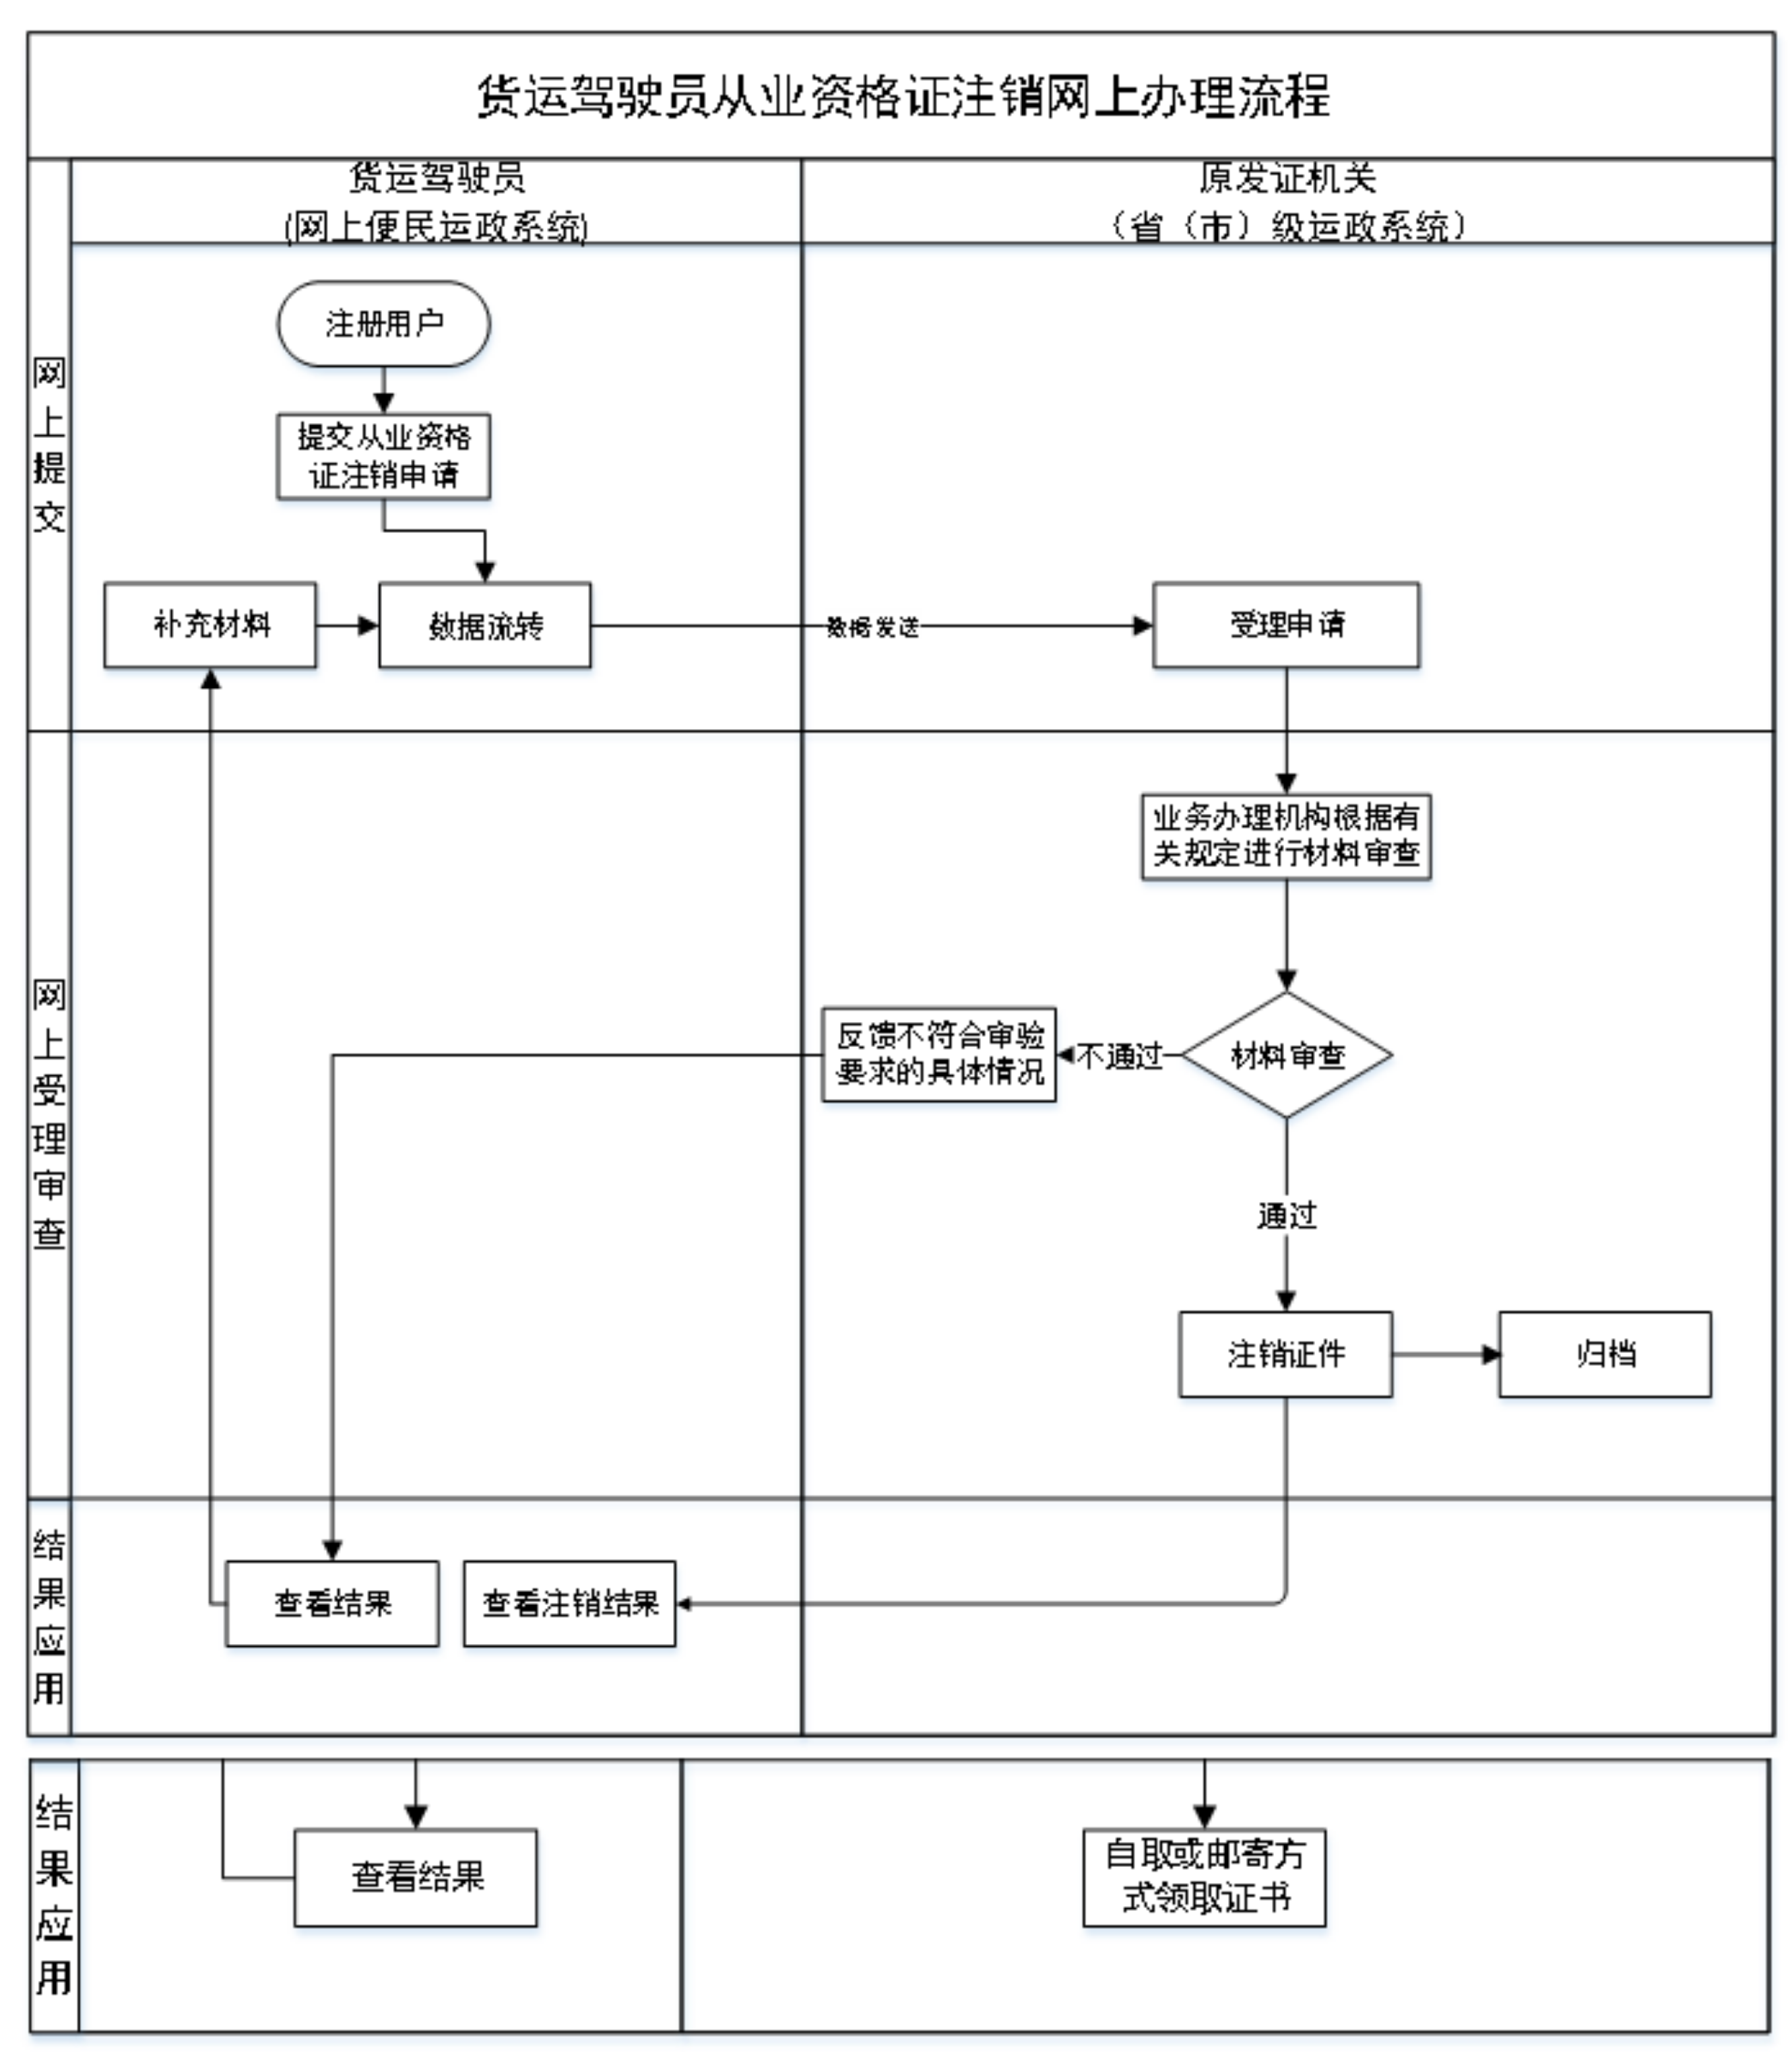 货运驾驶员从业资格证注销网上办理流程
货运驾驶员
(网上便民运政系统)
原发证机关
（省（市）级运政系统）
网上提交
注册用户
提交从业资格
证注销申请
补充材料
数据流转
数据发送
受理申请
网上受理审查
业务办理机构根据有
关规定进行材料审查
反馈不符合审验
要求的具体情况
不通过
材料审查
通过
注销证件
归档
结果应用
查看结果
查看注销结果
结果应用
查看结果
自取或邮寄方
式领取证书